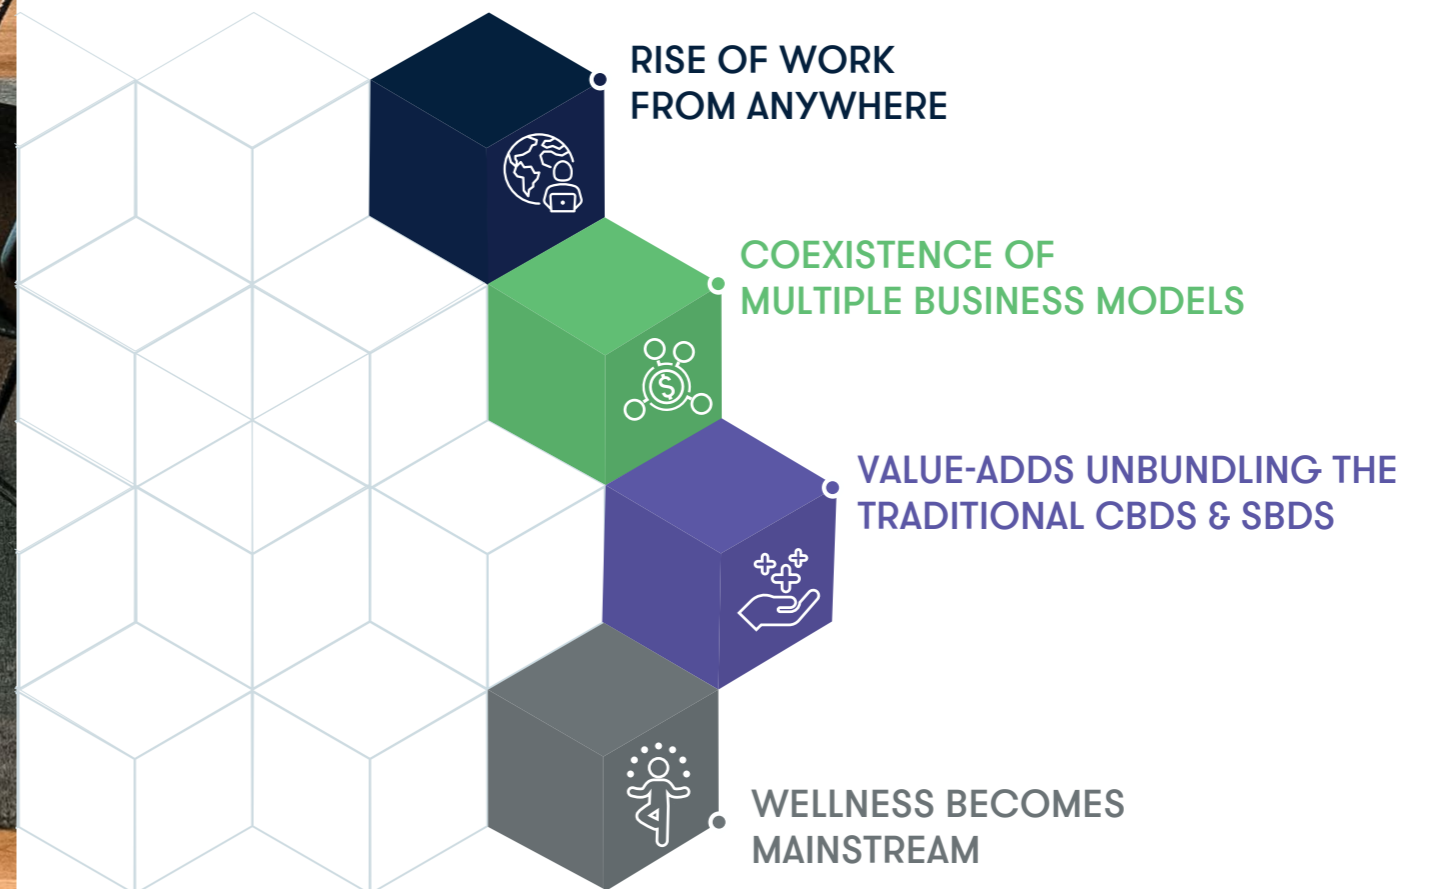 RISE OF WORK
FROM ANYWHERE
COEXISTENCE OF
MULTIPLE BUSINESS MODELS
VALUE-ADDS UNBUNDLING THE
TRADITIONAL CBDS & SBDS
WELLNESS BECOMES
MAINSTREAM